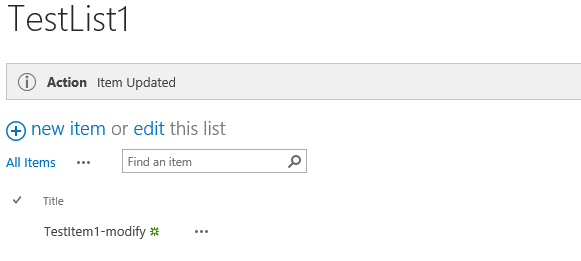 TestList1
Action Item Updated
new item or edit this list
All Items ••• Find an item
Title
TestItem1-modify •••